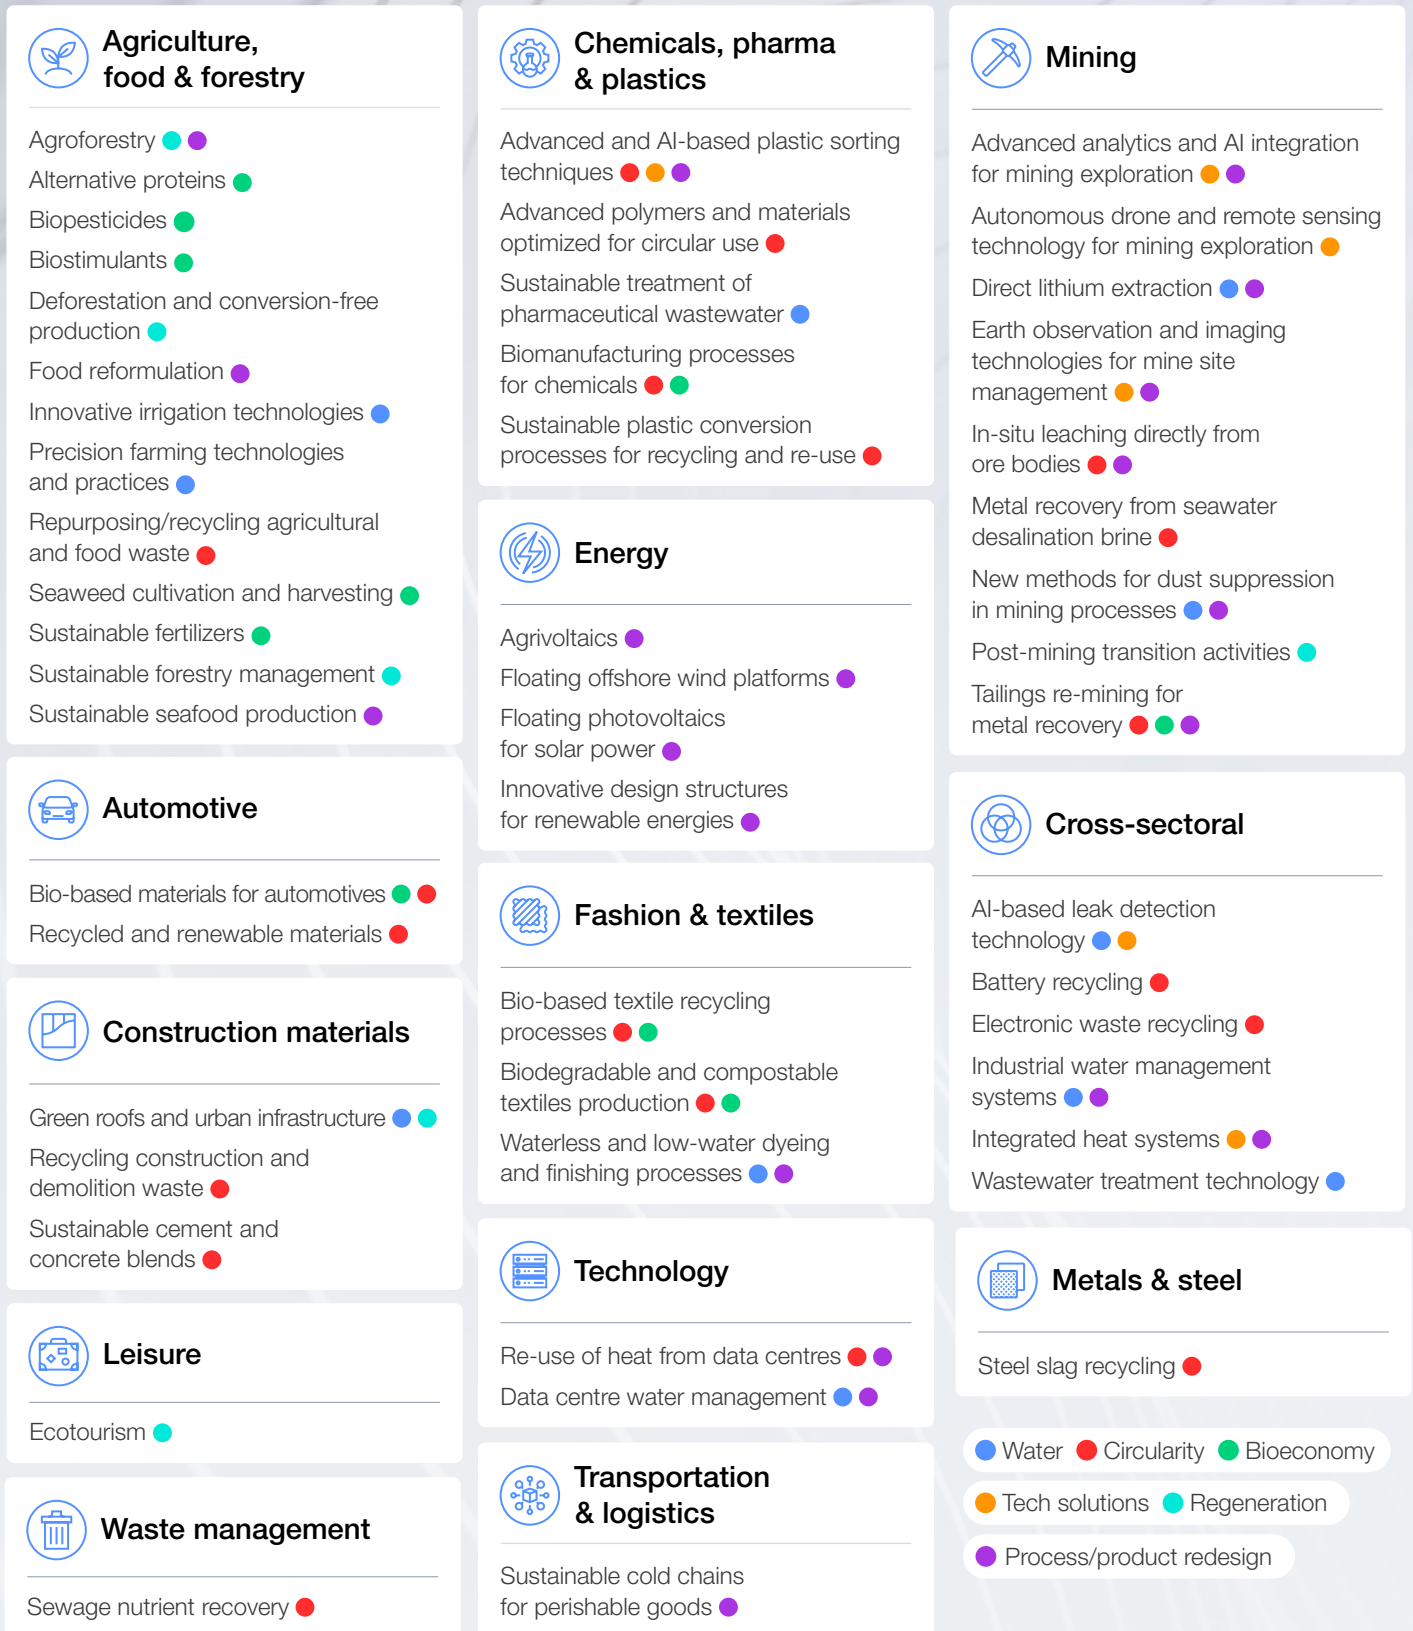 Agriculture,
food & forestry
Agroforestry
Alternative proteins
Biopesticides
Biostimulants
Deforestation and conversion-free
production
Food reformulation
Innovative irrigation technologies
Precision farming technologies
and practices
Repurposing/recycling agricultural
and food waste
Seaweed cultivation and harvesting
Sustainable fertilizers
Sustainable forestry management
Sustainable seafood production
Automotive
Bio-based materials for automotives
Recycled and renewable materials
Construction materials
Green roofs and urban infrastructure
Recycling construction and
demolition waste
Sustainable cement and
concrete blends
Leisure
Ecotourism
Waste management
Sewage nutrient recovery
Chemicals, pharma
& plastics
Advanced and AI-based plastic sorting
techniques
Advanced polymers and materials
optimized for circular use
Sustainable treatment of
pharmaceutical wastewater
Biomanufacturing processes
for chemicals
Sustainable plastic conversion
processes for recycling and re-use
Energy
Agrivoltaics
Floating offshore wind platforms
Floating photovoltaics
for solar power
Innovative design structures
for renewable energies
Fashion & textiles
Bio-based textile recycling
processes
Biodegradable and compostable
textiles production
Waterless and low-water dyeing
and finishing processes
Technology
Re-use of heat from data centres
Data centre water management
Transportation
& logistics
Sustainable cold chains
for perishable goods
Mining
Advanced analytics and AI integration
for mining exploration
Autonomous drone and remote sensing
technology for mining exploration
Direct lithium extraction
Earth observation and imaging
technologies for mine site
management
In-situ leaching directly from
ore bodies
Metal recovery from seawater
desalination brine
New methods for dust suppression
in mining processes
Post-mining transition activities
Tailings re-mining for
metal recovery
Cross-sectoral
AI-based leak detection
technology
Battery recycling
Electronic waste recycling
Industrial water management
systems
Integrated heat systems
Wastewater treatment technology
Metals & steel
Steel slag recycling
Water Circularity Bioeconomy
Tech solutions Regeneration
Process/product redesign